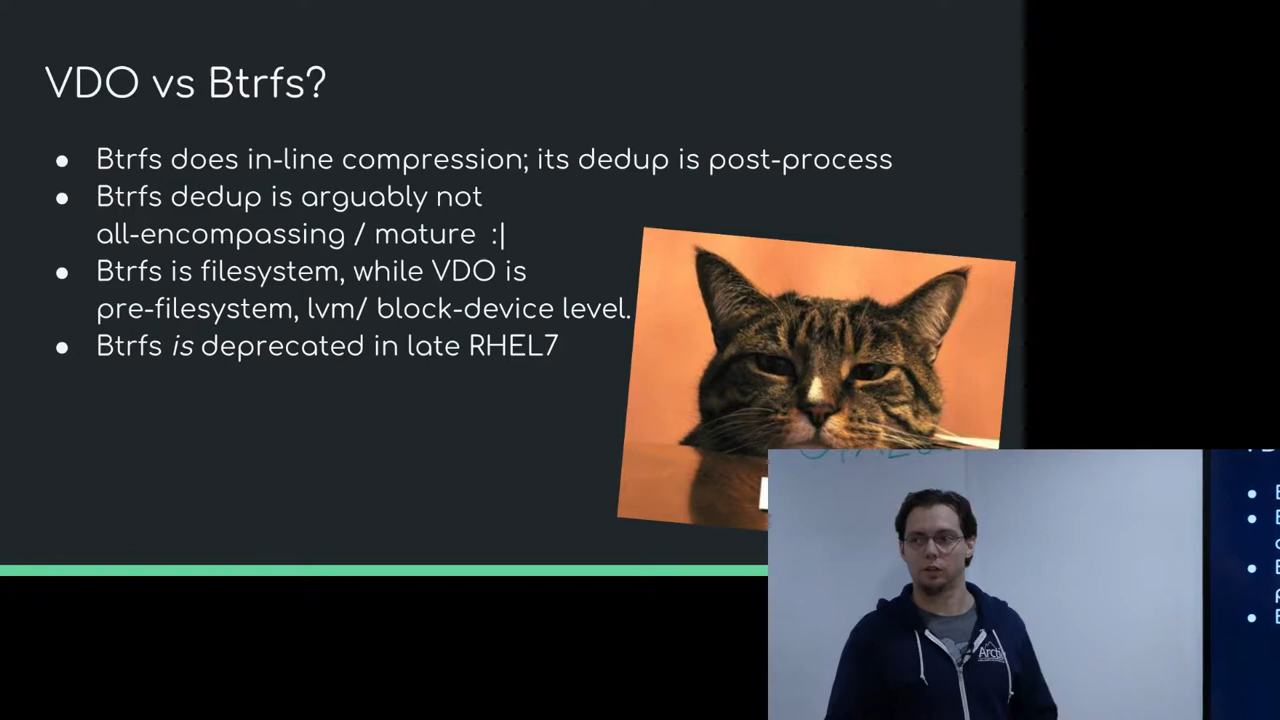 VDO vs Btrfs?
● Btrfs does in-line compression; its dedup is post-process
● Btrfs dedup is arguably not
all-encompassing / mature :|
● Btrfs is filesystem, while VDO is
pre-filesystem, lvm/ block-device level.
● Btrfs is deprecated in late RHEL7